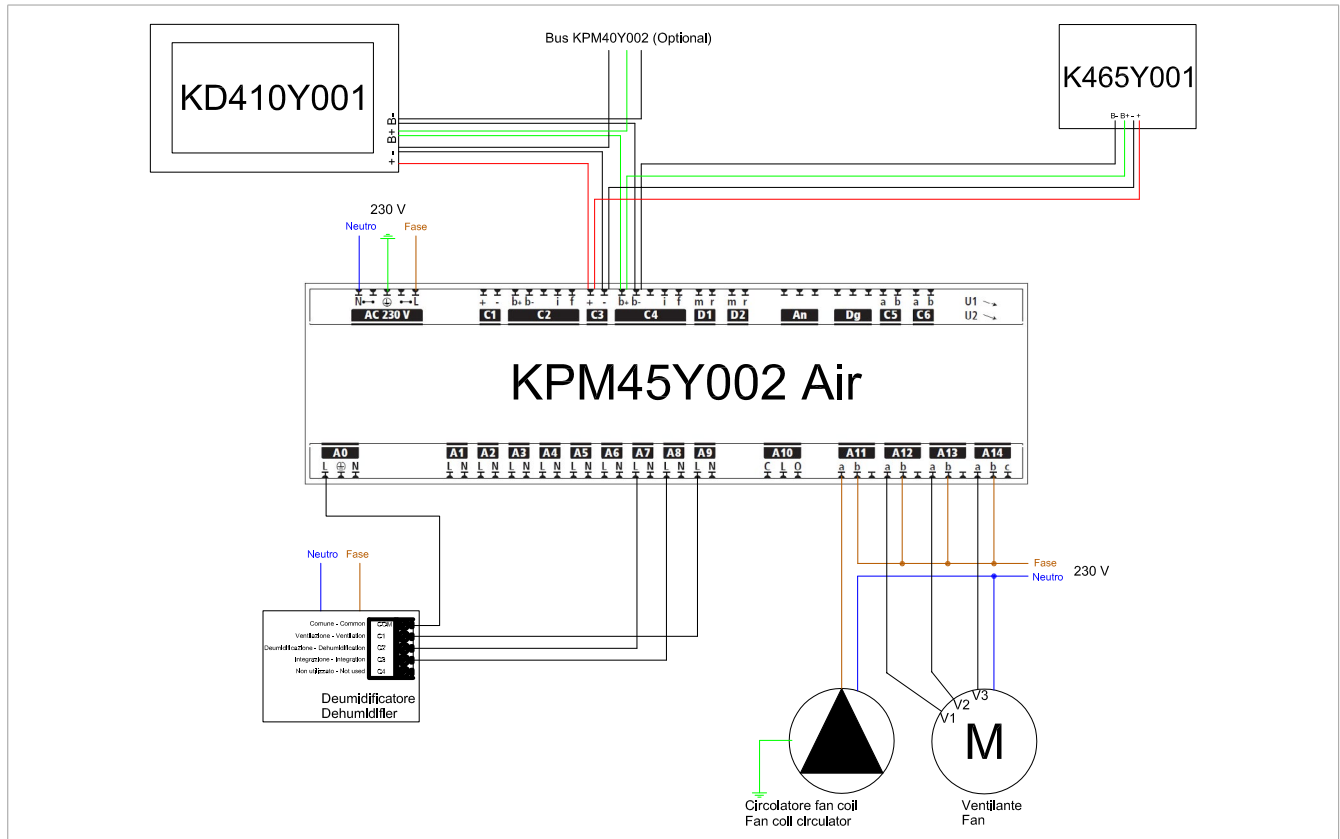 Bus KPM40Y002 (Optional)
KD410Y001
B-
B+
-
+
K465Y001
B- B+ - +
230 V
Neutro Fase
N L
+ - b+ b- i f + - b+ b- i f m r m r a b a b
AC 230 V C1 C2 C3 C4 D1 D2 An Dg C5 C6
U1
U2
KPM45Y002 Air
A0 A1 A2 A3 A4 A5 A6 A7 A8 A9 A10 A11 A12 A13 A14
L N L N L N L N L N L N L N L N L N L N C L O a b a b a b a b c
Neutro Fase
Fase
Neutro
230 V
Comune - Common COM
Ventilazione - Ventilation C1
Deumidificazione - Dehumidification C2
Integrazione - Integration C3
Non utilizzato - Not used C4
Deumidificatore
Dehumidifier
V1
V2
V3
M
Circolatore fan coil
Fan coil circulator
Ventilante
Fan